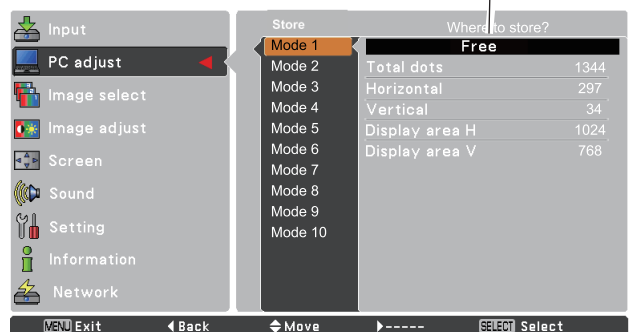 Input
PC adjust
Image select
Image adjust
Screen
Sound
Setting
Information
Network
Store
Mode 1
Mode 2
Mode 3
Mode 4
Mode 5
Mode 6
Mode 7
Mode 8
Mode 9
Mode 10
Where to store?
Free
Total dots 1344
Horizontal 297
Vertical 34
Display area H 1024
Display area V 768
MENU Exit Back Move ----- SELECT Select